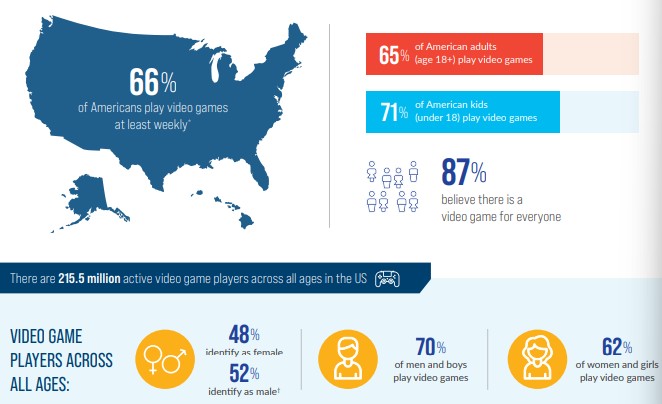 66%
of Americans play video games
at least weekly*
65% of American adults
(age 18+) play video games
71% of American kids
(under 18) play video games
87%
believe there is a
video game for everyone
There are 215.5 million active video game players across all ages in the US
VIDEO GAME
PLAYERS ACROSS
ALL AGES:
48%
identify as female
52%
identify as male†
70%
of men and boys
play video games
62%
of women and girls
play video games